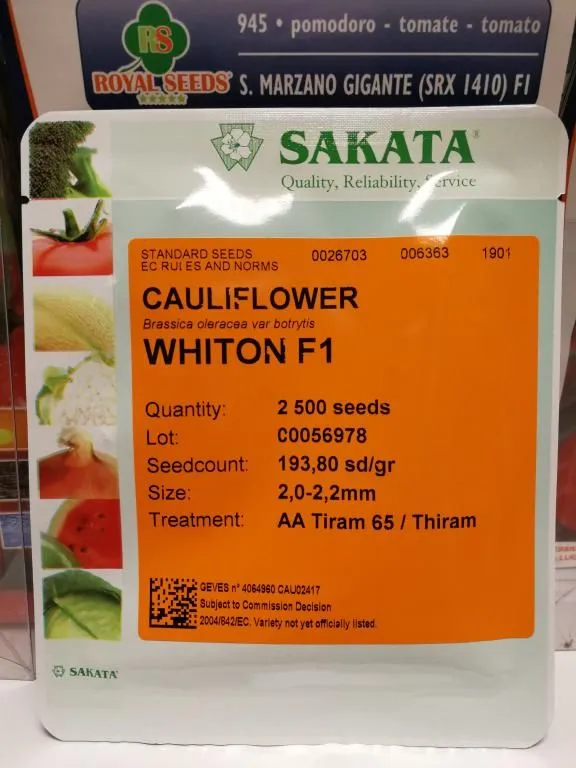 945 • pomodoro - tomate - tomato
RS
ROYAL SEEDS
S. MARZANO GIGANTE (SRX 1410) F1
SAKATA®
Quality, Reliability, Service
STANDARD SEEDS 0026703 006363 1901
EC RULES AND NORMS
CAULIFLOWER
Brassica oleracea var botrytis
WHITON F1
Quantity: 2 500 seeds
Lot: C0056978
Seedcount: 193,80 sd/gr
Size: 2,0-2,2mm
Treatment: AA Tiram 65 / Thiram
GEVES n° 4064960 CAU02417
Subject to Commission Decision
2004/842/EC. Variety not yet officially listed.
SAKATA®